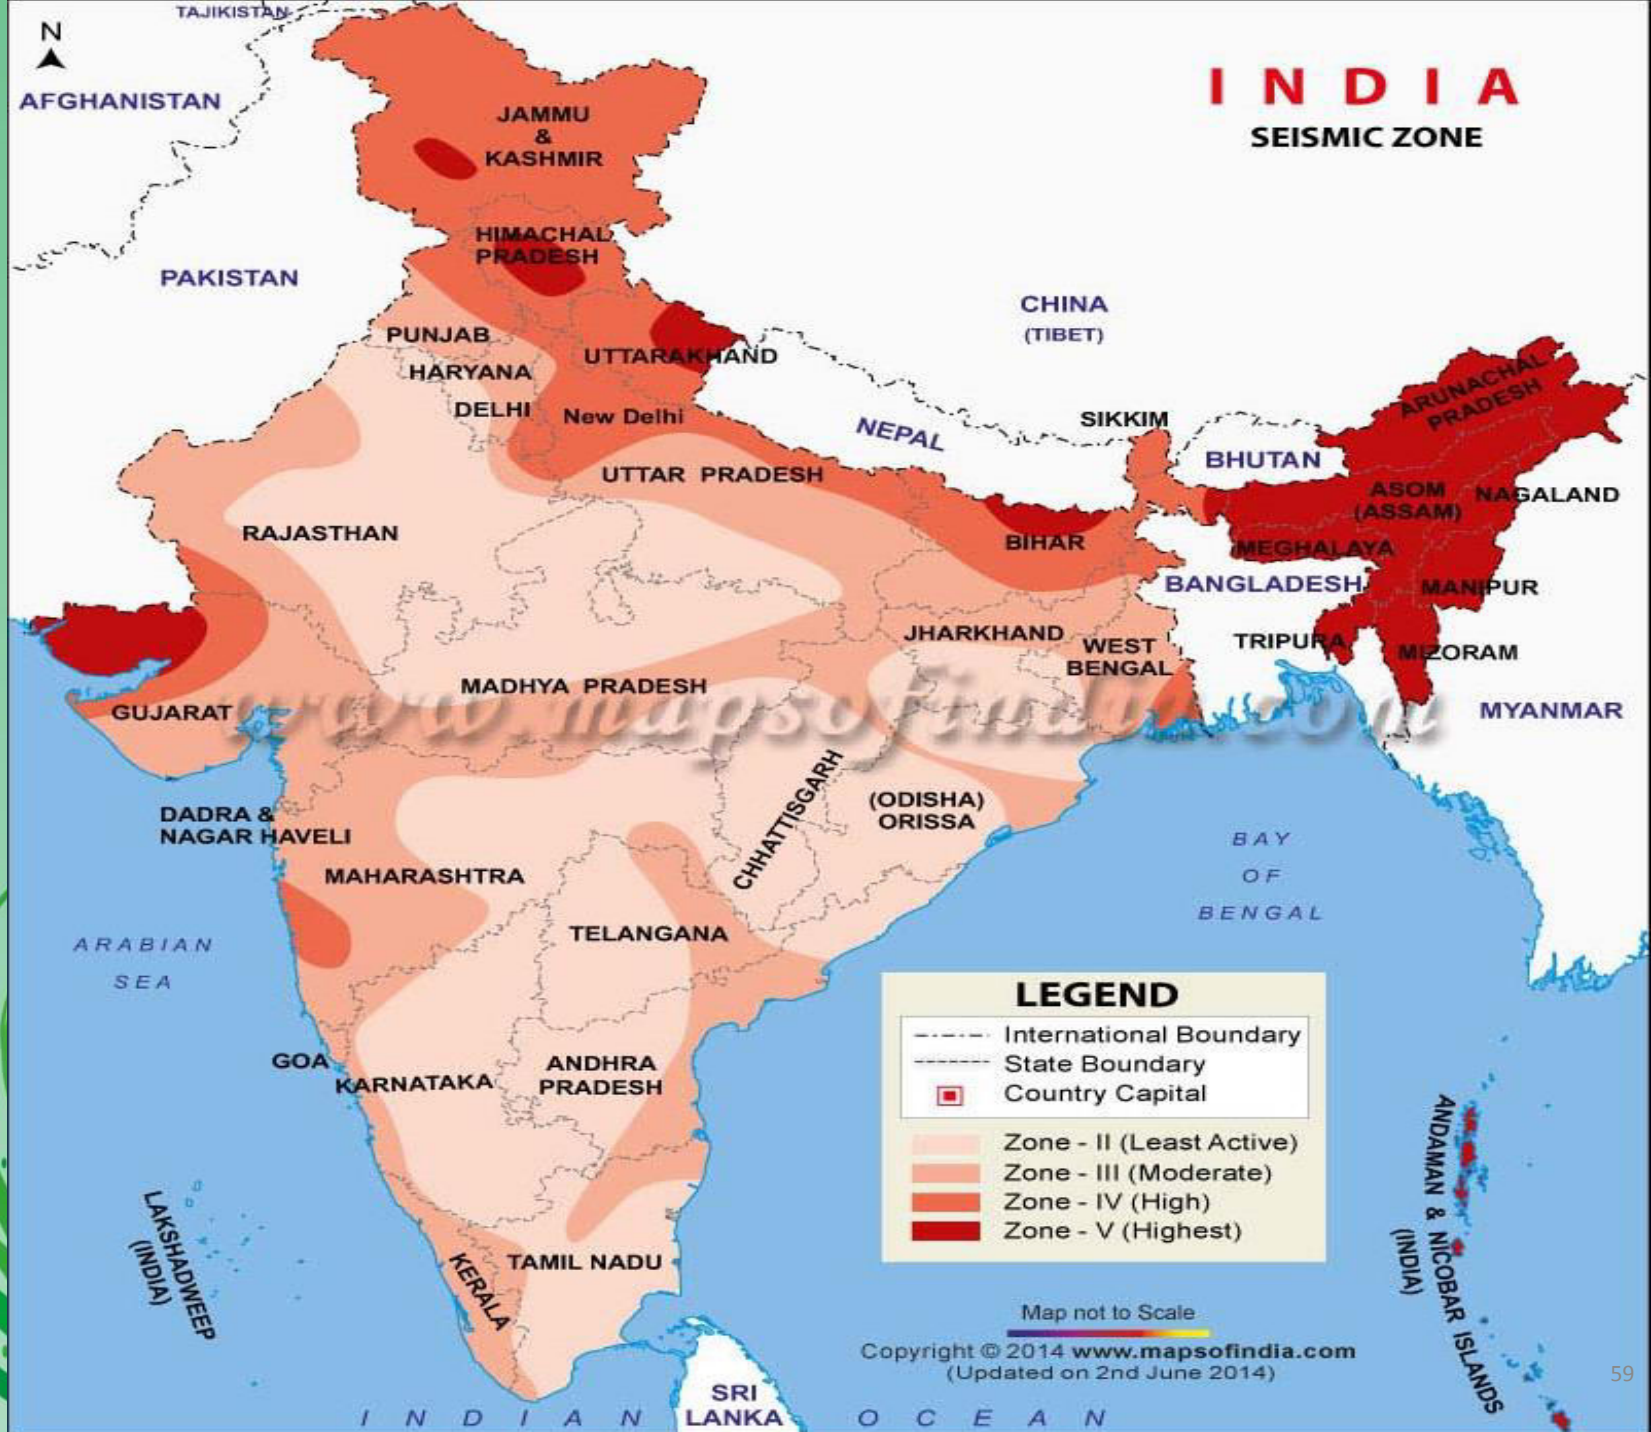 TAJIKISTAN
N
AFGHANISTAN
I N D I A
SEISMIC ZONE
JAMMU
&
KASHMIR
HIMACHAL
PRADESH
PAKISTAN
CHINA
(TIBET)
PUNJAB
UTTARAKHAND
HARYANA
DELHI
New Delhi
ARUNACHAL
PRADESH
SIKKIM
NEPAL
BHUTAN
UTTAR PRADESH
ASOM
(ASSAM)
NAGALAND
RAJASTHAN
BIHAR
MEGHALAYA
BANGLADESH
MANIPUR
JHARKHAND
WEST
BENGAL
TRIPURA
MIZORAM
MADHYA PRADESH
www.mapsofindia.com
GUJARAT
MYANMAR
CHHATTISGARH
(ODISHA)
ORISSA
DADRA &
NAGAR HAVELI
BAY
OF
BENGAL
MAHARASHTRA
TELANGANA
ARABIAN
SEA
GOA
KARNATAKA
ANDHRA
PRADESH
LEGEND
International Boundary
State Boundary
Country Capital
Zone - II (Least Active)
Zone - III (Moderate)
Zone - IV (High)
Zone - V (Highest)
LAKSHADWEEP
(INDIA)
KERALA
TAMIL NADU
ANDAMAN & NICOBAR ISLANDS
(INDIA)
Map not to Scale
Copyright © 2014 www.mapsofindia.com
(Updated on 2nd June 2014)
59
SRI
LANKA
I N D I A N O C E A N